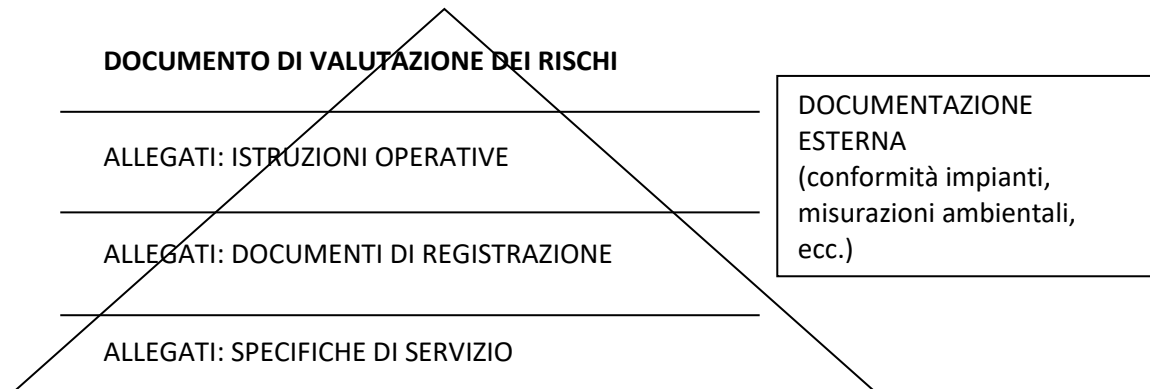 DOCUMENTO DI VALUTAZIONE DEI RISCHI
DOCUMENTAZIONE
ESTERNA
(conformità impianti,
misurazioni ambientali,
ecc.)
ALLEGATI: ISTRUZIONI OPERATIVE
ALLEGATI: DOCUMENTI DI REGISTRAZIONE
ALLEGATI: SPECIFICHE DI SERVIZIO